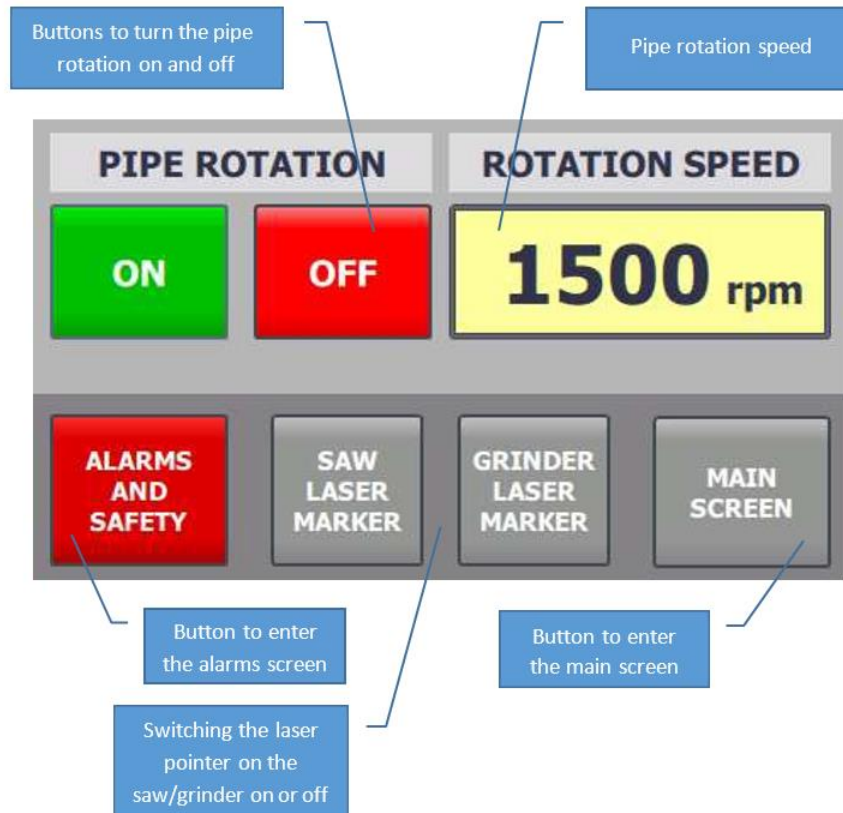 Buttons to turn the pipe
rotation on and off
Pipe rotation speed
PIPE ROTATION
ROTATION SPEED
ON
OFF
1500 rpm
ALARMS
AND
SAFETY
SAW
LASER
MARKER
GRINDER
LASER
MARKER
MAIN
SCREEN
Button to enter
the alarms screen
Button to enter
the main screen
Switching the laser
pointer on the
saw/grinder on or off